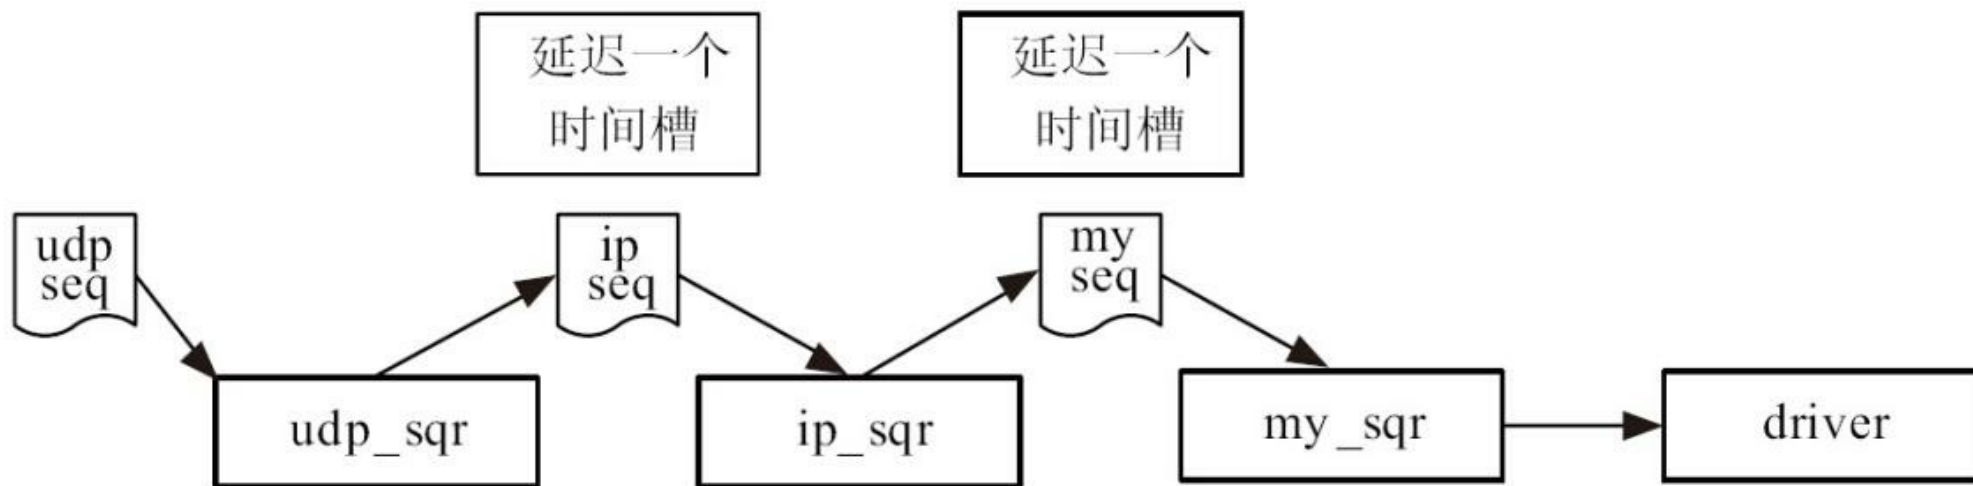 延迟一个
时间槽
延迟一个
时间槽
udp
seq
ip
seq
my
seq
udp_sqr
ip_sqr
my_sqr
driver